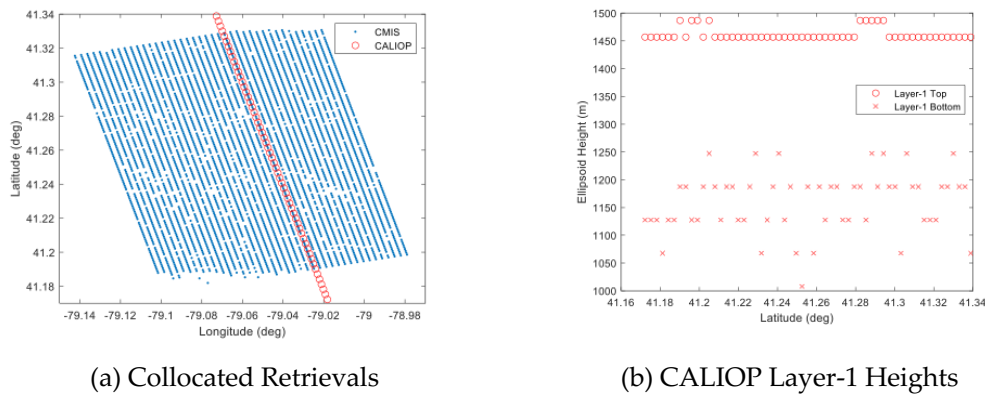 41.34
41.32
41.3
41.28
41.26
41.24
41.22
41.2
41.18
Latitude (deg)
CMIS
CALIOP
-79.14 -79.12 -79.1 -79.08 -79.06 -79.04 -79.02 -79 -78.98
Longitude (deg)
(a) Collocated Retrievals
1500
1450
1400
1350
1300
1250
1200
1150
1100
1050
1000
Ellipsoid Height (m)
Layer-1 Top
Layer-1 Bottom
41.16 41.18 41.2 41.22 41.24 41.26 41.28 41.3 41.32 41.34
Latitude (deg)
(b) CALIOP Layer-1 Heights